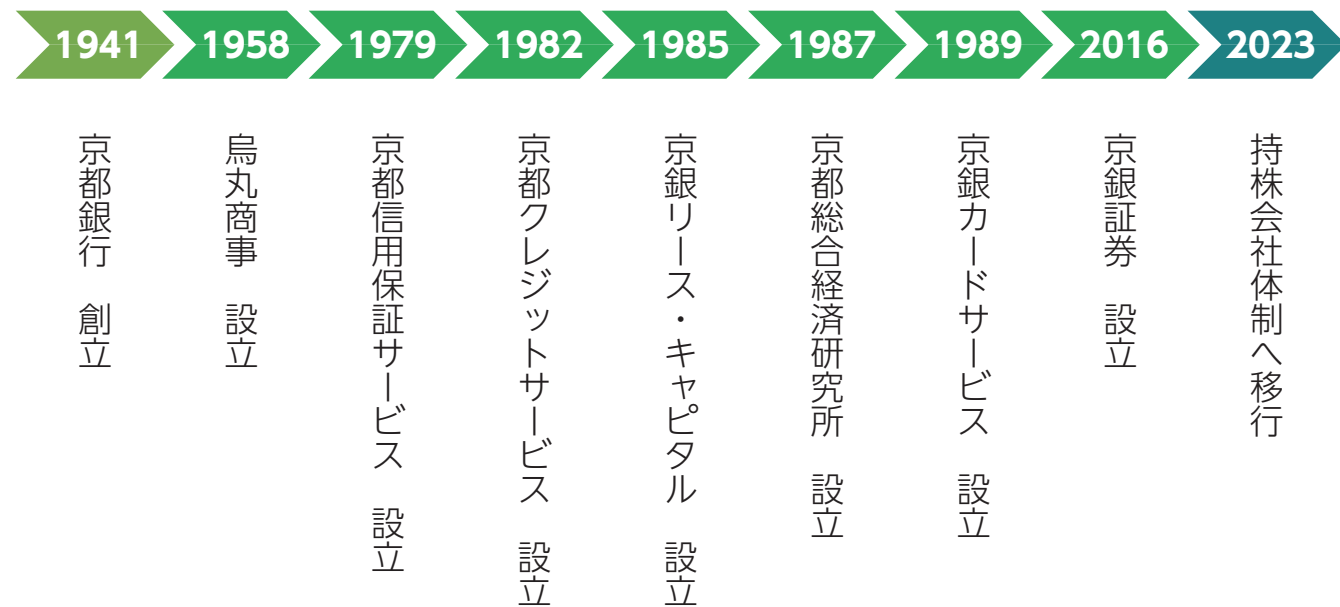 1941
京都銀行 創立
1958
烏丸商事 設立
1979
京都信用保証サービス 設立
1982
京都クレジットサービス 設立
1985
京銀リース・キャピタル 設立
1987
京都総合経済研究所 設立
1989
京銀カードサービス 設立
2016
京銀証券 設立
2023
持株会社体制へ移行